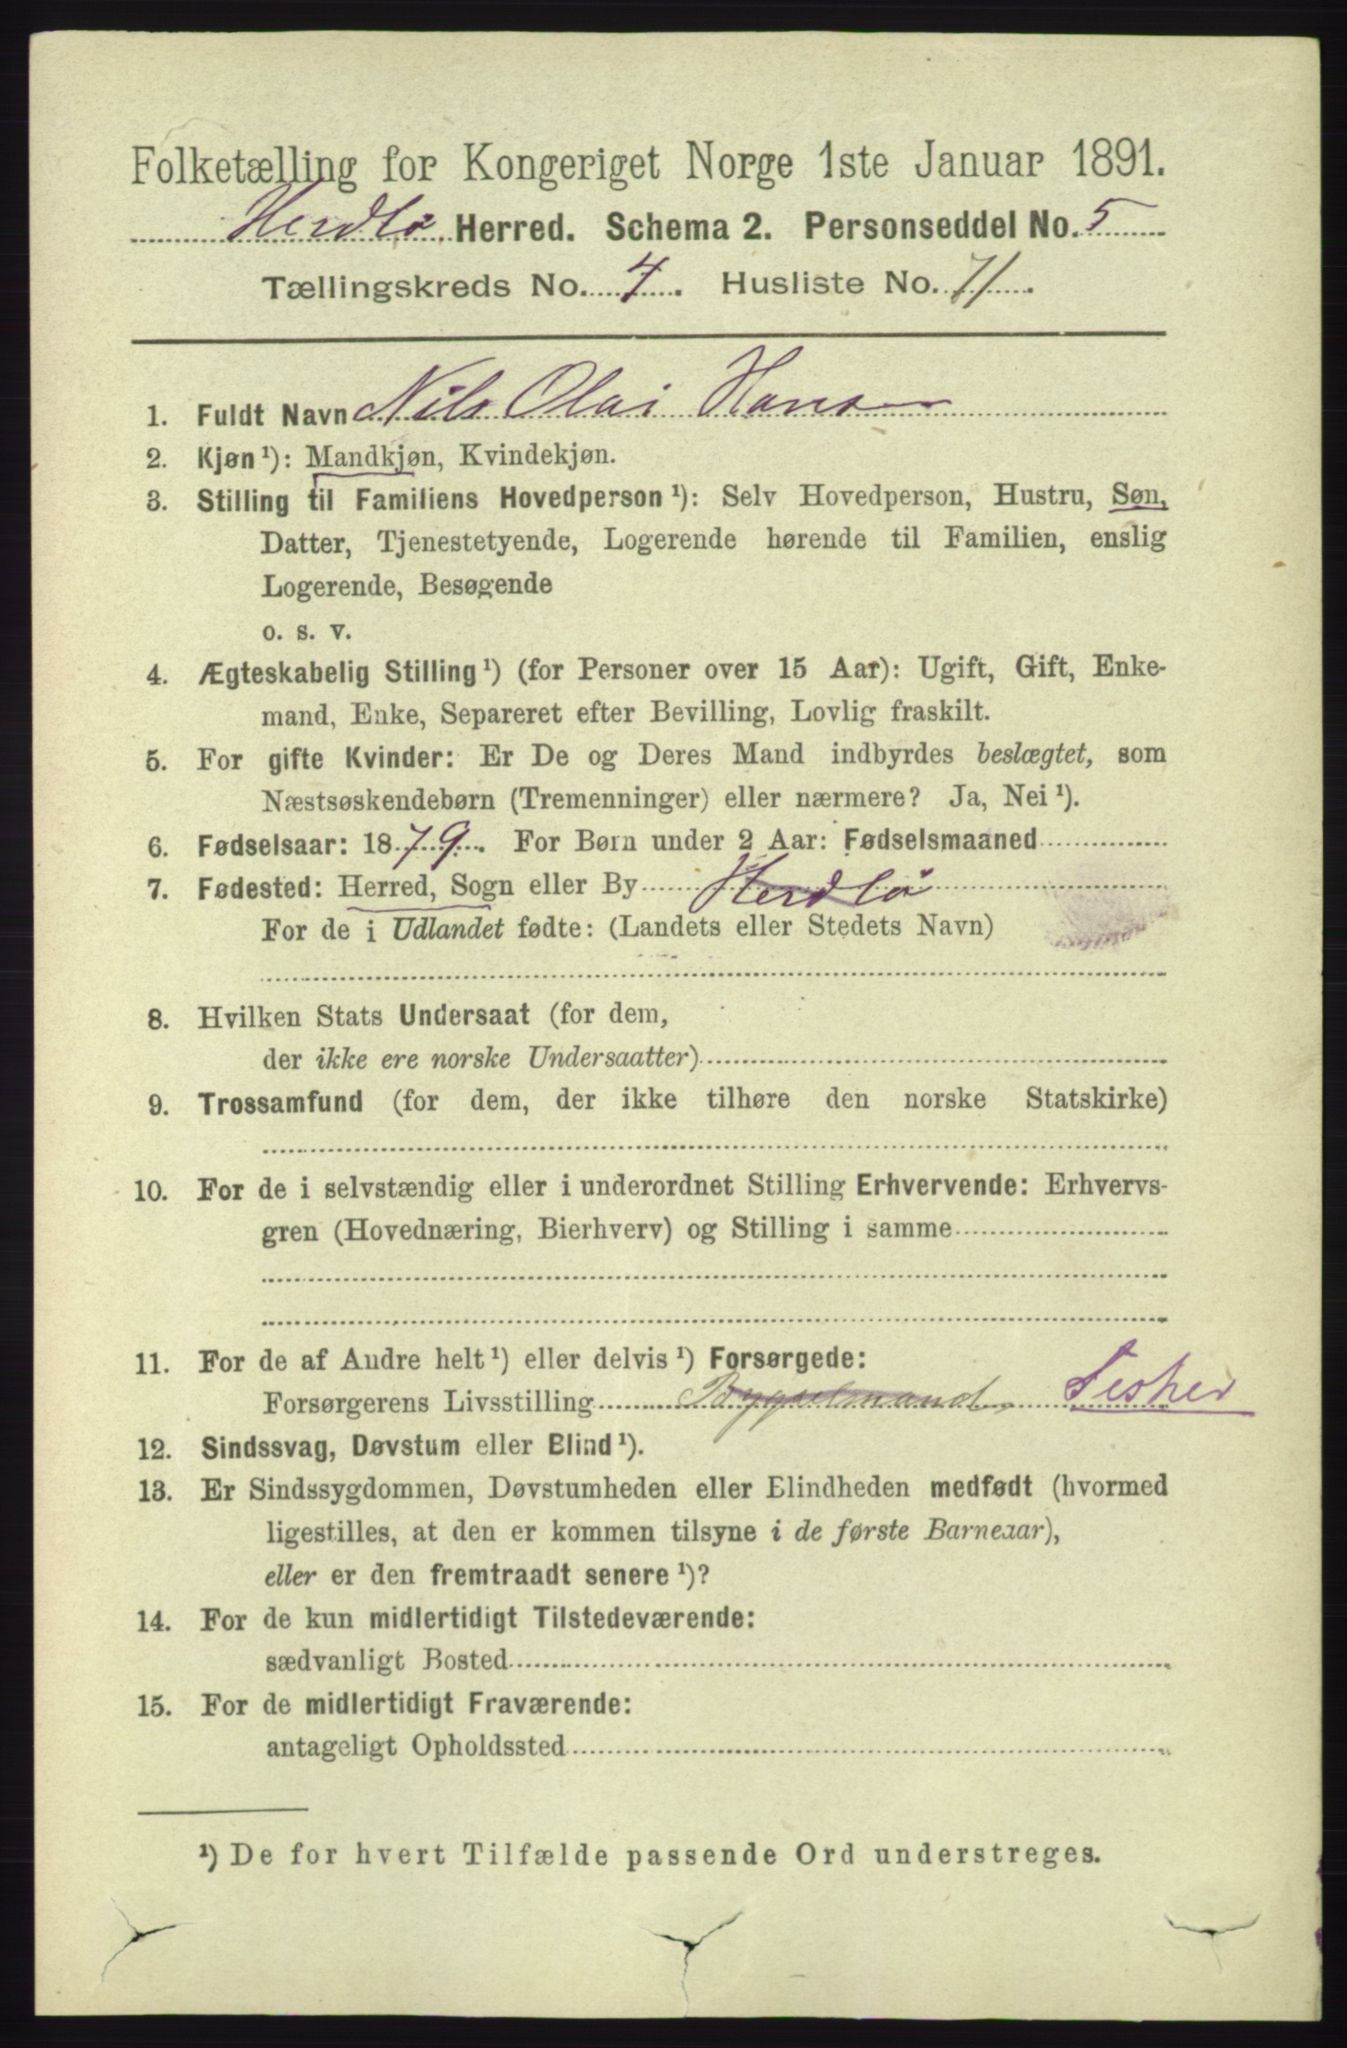 Folketælling for Kongeriget Norge 1ste Januar 1891.
Herdlø Herred. Schema 2. Personseddel No. 5
Tællingskreds No. 4. Husliste No. 71.
1. Fuldt Navn Nils Olai Hans
2. Kjøn ¹): Mandkjøn, Kvindekjøn.
3. Stilling til Familiens Hovedperson ¹): Selv Hovedperson, Hustru, Søn,
Datter, Tjenestetyende, Logerende hørende til Familien, enslig
Logerende, Besøgende
o. s. v.
4. Ægteskabelig Stilling ¹) (for Personer over 15 Aar): Ugift, Gift, Enke-
mand, Enke, Separeret efter Bevilling, Lovlig fraskilt.
5. For gifte Kvinder: Er De og Deres Mand indbyrdes beslægtet, som
Næstsøskendebørn (Tremenninger) eller nærmere? Ja, Nei ¹).
6. Fødselsaar: 1879. For Børn under 2 Aar: Fødselsmaaned
7. Fødested: Herred, Sogn eller By Herdlø
For de i Udlandet fødte: (Landets eller Stedets Navn)
8. Hvilken Stats Undersaat (for dem,
der ikke ere norske Undersaatter)
9. Trossamfund (for dem, der ikke tilhøre den norske Statskirke)
10. For de i selvstændig eller i underordnet Stilling Erhvervende: Erhvervs-
gren (Hovednæring, Bierhverv) og Stilling i samme
11. For de af Andre helt ¹) eller delvis ¹) Forsørgede:
Forsørgerens Livsstilling Fisker
12. Sindssvag, Døvstum eller Blind ¹).
13. Er Sindssygdommen, Døvstumheden eller Blindheden medfødt (hvormed
ligestilles, at den er kommen tilsyne i de første Barneaar),
eller er den fremtraadt senere ¹)?
14. For de kun midlertidigt Tilstedeværende:
sædvanligt Bosted
15. For de midlertidigt Fraværende:
antageligt Opholdssted
¹) De for hvert Tilfælde passende Ord understreges.